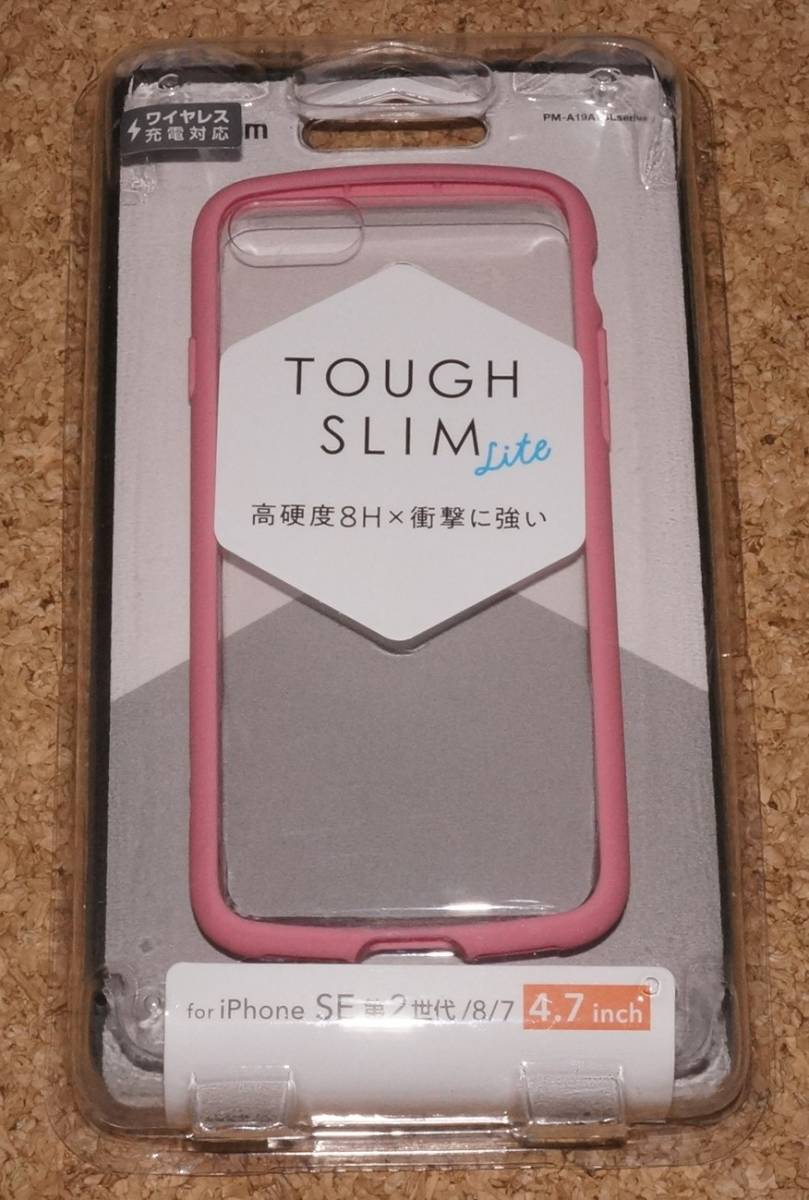 ワイヤレス
充電対応
m
TOUGH
SLIM Lite
高硬度8H×衝撃に強い
for iPhone SE 第2世代/8/7 4.7 inch